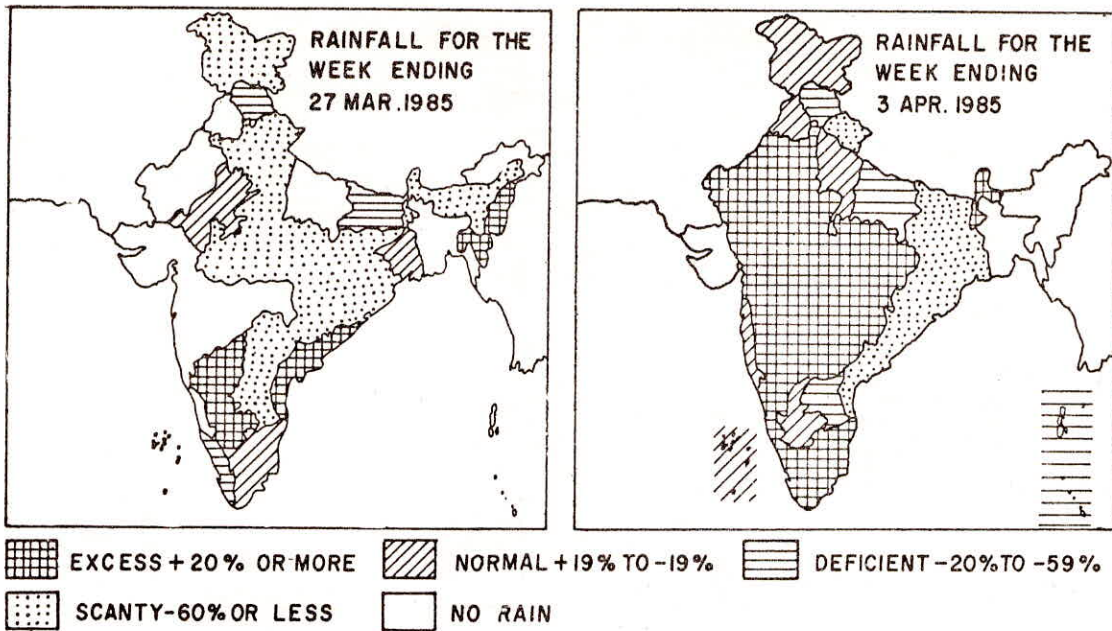 RAINFALL FOR THE
WEEK ENDING
27 MAR. 1985
RAINFALL FOR THE
WEEK ENDING
3 APR. 1985
EXCESS + 20% OR MORE
NORMAL + 19% TO - 19%
DEFICIENT - 20% TO - 59%
SCANTY - 60% OR LESS
NO RAIN